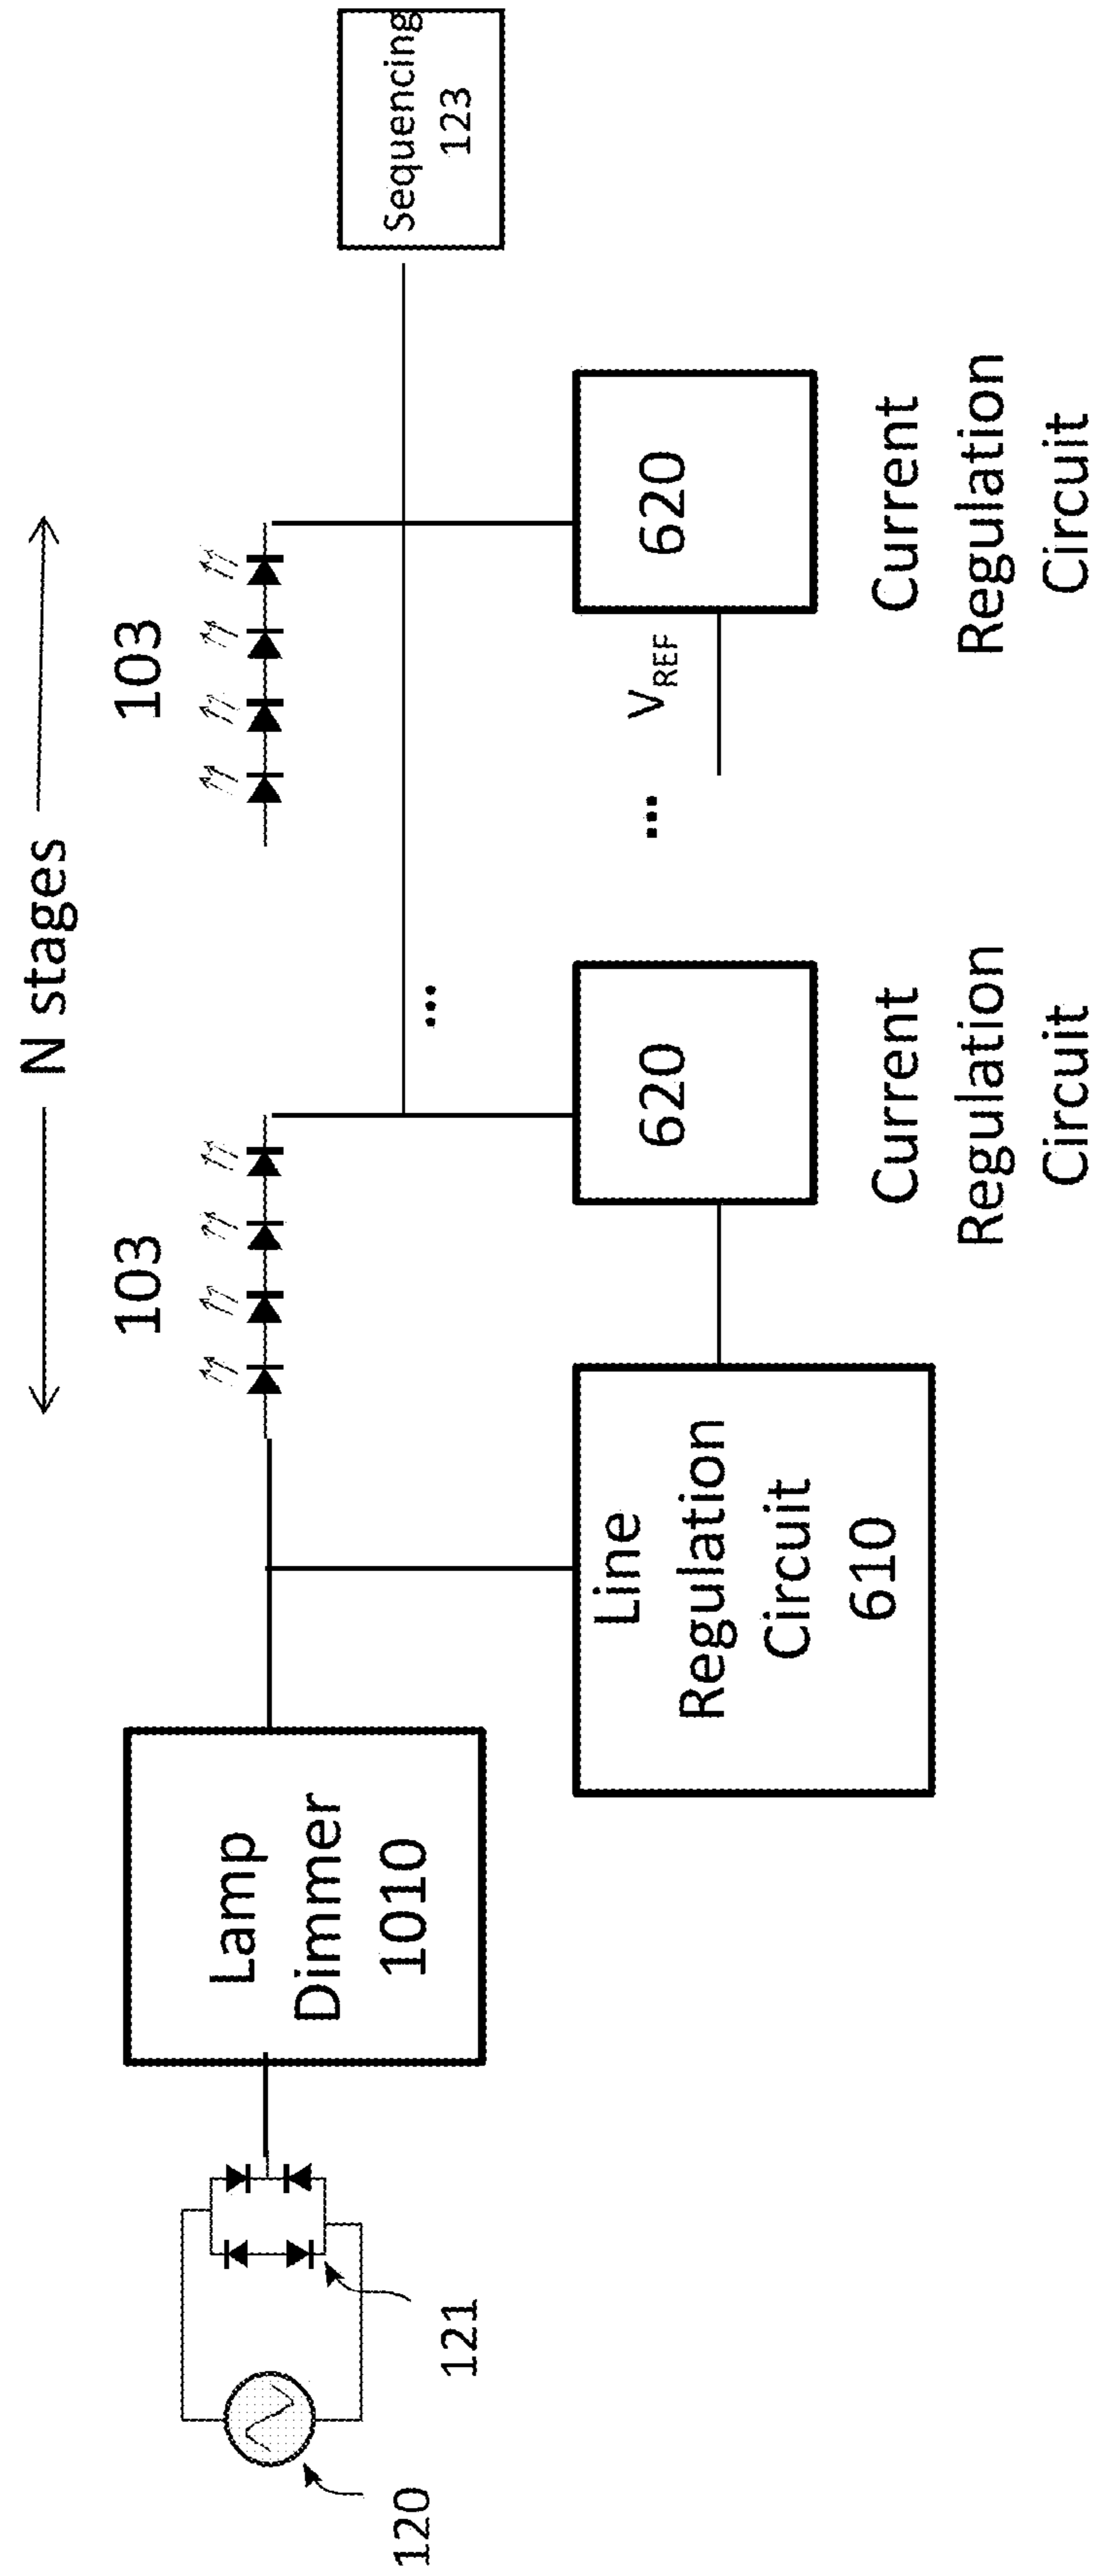 N stages
103
103
Sequencing
123
Lamp
Dimmer
1010
120
121
Line
Regulation
Circuit
610
620
...
...
VREF
620
Current
Regulation
Circuit
Current
Regulation
Circuit